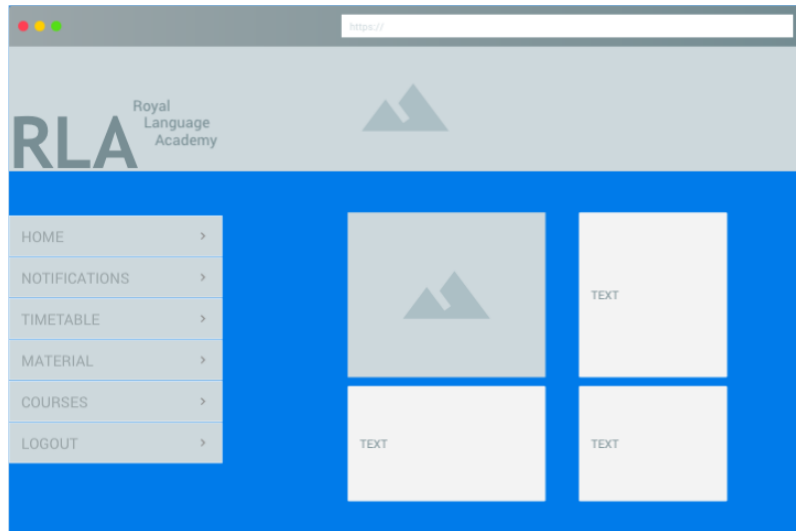 https://
Royal
Language
Academy
RLA
HOME
NOTIFICATIONS
TIMETABLE
MATERIAL
COURSES
LOGOUT
TEXT
TEXT
TEXT